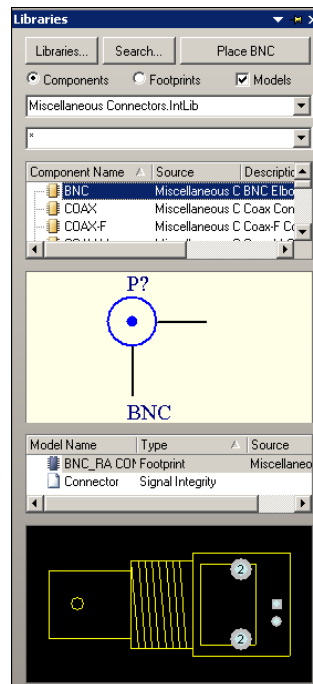 Libraries
Libraries... Search... Place BNC
Components Footprints Models
Miscellaneous Connectors.IntLib
*
Component Name Source Descriptic
BNC Miscellaneous C BNC Elbo
COAX Miscellaneous C Coax Con
COAX-F Miscellaneous C Coax-F Co
P?
BNC
Model Name Type Source
BNC_RA CON Footprint Miscellaneo
Connector Signal Integrity
2
2